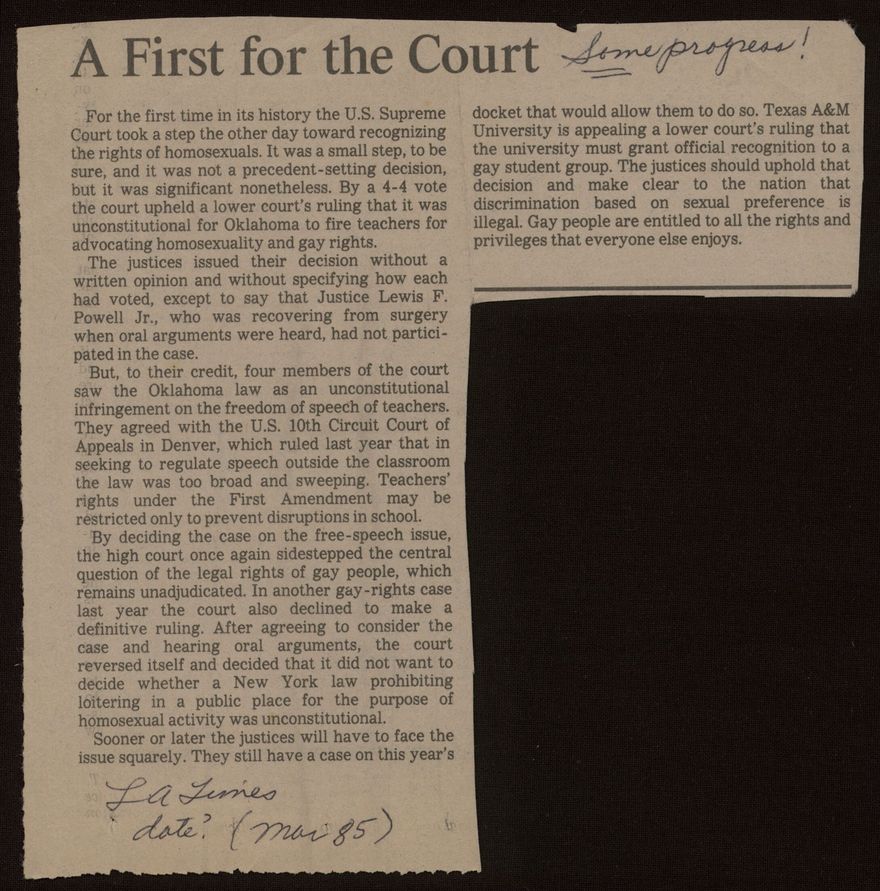 A First for the Court
Some progress!
For the first time in its history the U.S. Supreme
Court took a step the other day toward recognizing
the rights of homosexuals. It was a small step, to be
sure, and it was not a precedent-setting decision,
but it was significant nonetheless. By a 4-4 vote
the court upheld a lower court's ruling that it was
unconstitutional for Oklahoma to fire teachers for
advocating homosexuality and gay rights.
The justices issued their decision without a
written opinion and without specifying how each
had voted, except to say that Justice Lewis F.
Powell Jr., who was recovering from surgery
when oral arguments were heard, had not partici-
pated in the case.
But, to their credit, four members of the court
saw the Oklahoma law as an unconstitutional
infringement on the freedom of speech of teachers.
They agreed with the U.S. 10th Circuit Court of
Appeals in Denver, which ruled last year that in
seeking to regulate speech outside the classroom
the law was too broad and sweeping. Teachers'
rights under the First Amendment may be
restricted only to prevent disruptions in school.
By deciding the case on the free-speech issue,
the high court once again sidestepped the central
question of the legal rights of gay people, which
remains unadjudicated. In another gay-rights case
last year the court also declined to make a
definitive ruling. After agreeing to consider the
case and hearing oral arguments, the court
reversed itself and decided that it did not want to
decide whether a New York law prohibiting
loitering in a public place for the purpose of
homosexual activity was unconstitutional.
Sooner or later the justices will have to face the
issue squarely. They still have a case on this year's
docket that would allow them to do so. Texas A&M
University is appealing a lower court's ruling that
the university must grant official recognition to a
gay student group. The justices should uphold that
decision and make clear to the nation that
discrimination based on sexual preference is
illegal. Gay people are entitled to all the rights and
privileges that everyone else enjoys.
LA Times
date? (Mar 85)